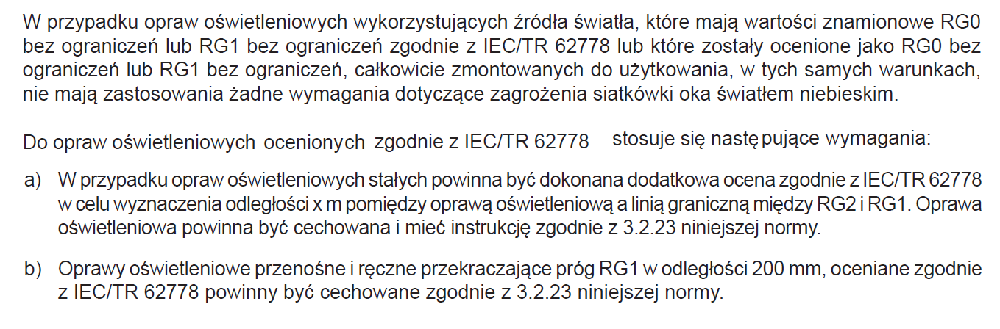 W przypadku opraw oświetleniowych wykorzystujących źródła światła, które mają wartości znamionowe RG0
bez ograniczeń lub RG1 bez ograniczeń zgodnie z IEC/TR 62778 lub które zostały ocenione jako RG0 bez
ograniczeń lub RG1 bez ograniczeń, całkowicie zmontowanych do użytkowania, w tych samych warunkach,
nie mają zastosowania żadne wymagania dotyczące zagrożenia siatkówki oka światłem niebieskim.
Do opraw oświetleniowych ocenionych zgodnie z IEC/TR 62778 stosuje się następujące wymagania:
a) W przypadku opraw oświetleniowych stałych powinna być dokonana dodatkowa ocena zgodnie z IEC/TR 62778
w celu wyznaczenia odległości x m pomiędzy oprawą oświetleniową a linią graniczną między RG2 i RG1. Oprawa
oświetleniowa powinna być cechowana i mieć instrukcję zgodnie z 3.2.23 niniejszej normy.
b) Oprawy oświetleniowe przenośne i ręczne przekraczające próg RG1 w odległości 200 mm, oceniane zgodnie
z IEC/TR 62778 powinny być cechowane zgodnie z 3.2.23 niniejszej normy.